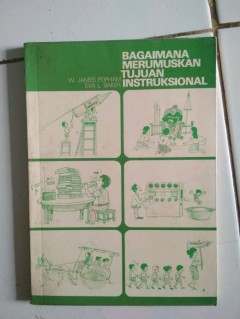 BAGAIMANA
MERUMUSKAN
TUJUAN
INSTRUKSIONAL
W. JAMES POPHAM
EVA L. BAKER